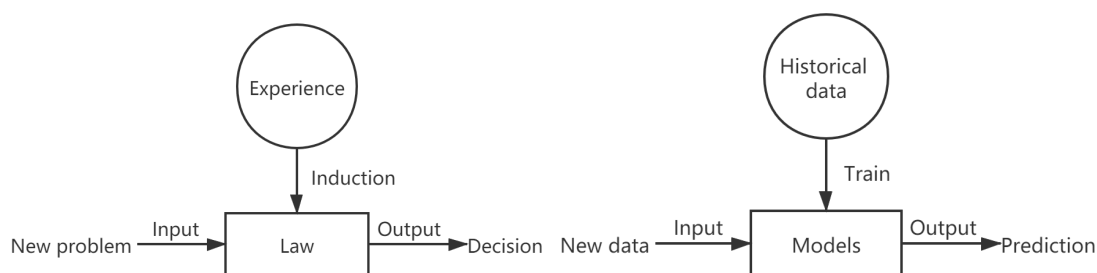 Experience
Induction
New problem
Input
Law
Output
Decision
Historical
data
Train
New data
Input
Models
Output
Prediction